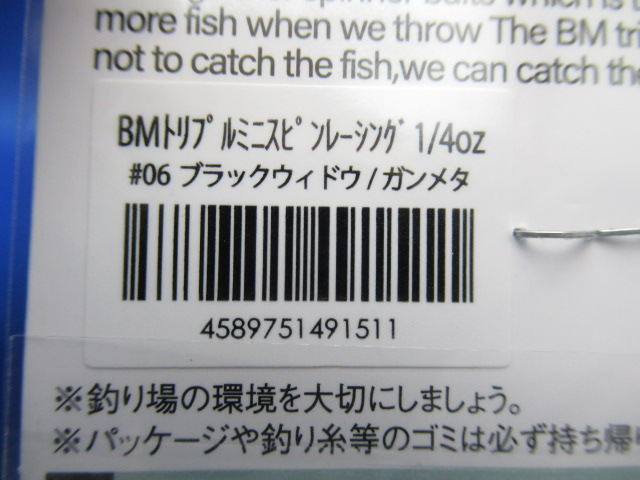 more fish when we throw The BM tri
not to catch the fish,we can catch the
BMﾄﾘﾌﾟﾙﾐﾆｽﾋﾟﾝﾚｰｼﾝｸﾞ 1/4oz
#06 ブラックウィドウ/ガンメタ
4589751491511
※釣り場の環境を大切にしましょう。
※パッケージや釣り糸等のゴミは必ず持ち帰り